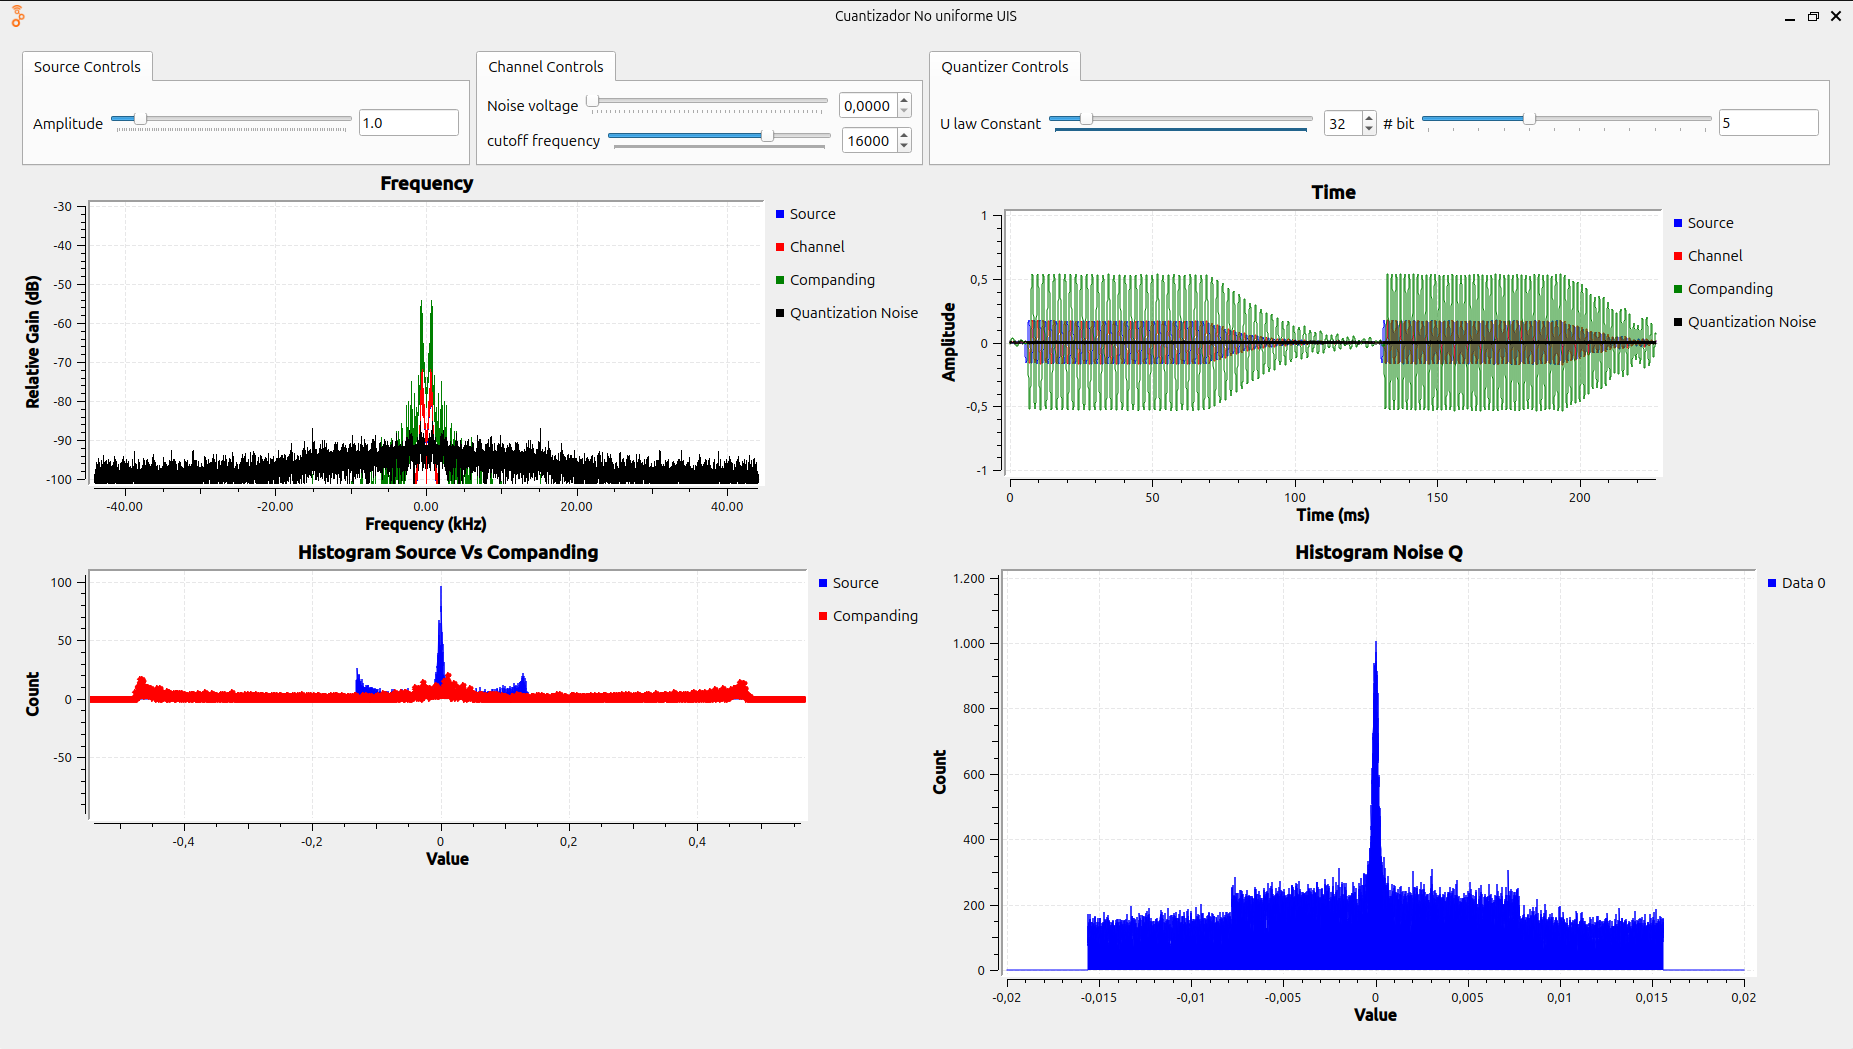 Cuantizador No uniforme UIS
Source Controls
Amplitude 1.0
Channel Controls
Noise voltage 0,0000
cutoff frequency 16000
Quantizer Controls
U law Constant 32 # bit 5
Frequency
Relative Gain (dB)
-30
-40
-50
-60
-70
-80
-90
-100
-40.00 -20.00 0.00 20.00 40.00
Frequency (kHz)
Source
Channel
Companding
Quantization Noise
Time
Amplitude
1
0,5
0
-0,5
-1
0 50 100 150 200
Time (ms)
Source
Channel
Companding
Quantization Noise
Histogram Source Vs Companding
Count
100
50
0
-50
-0,4 -0,2 0 0,2 0,4
Value
Source
Companding
Histogram Noise Q
Count
1.200
1.000
800
600
400
200
0
-0,02 -0,015 -0,01 -0,005 0 0,005 0,01 0,015 0,02
Value
Data 0